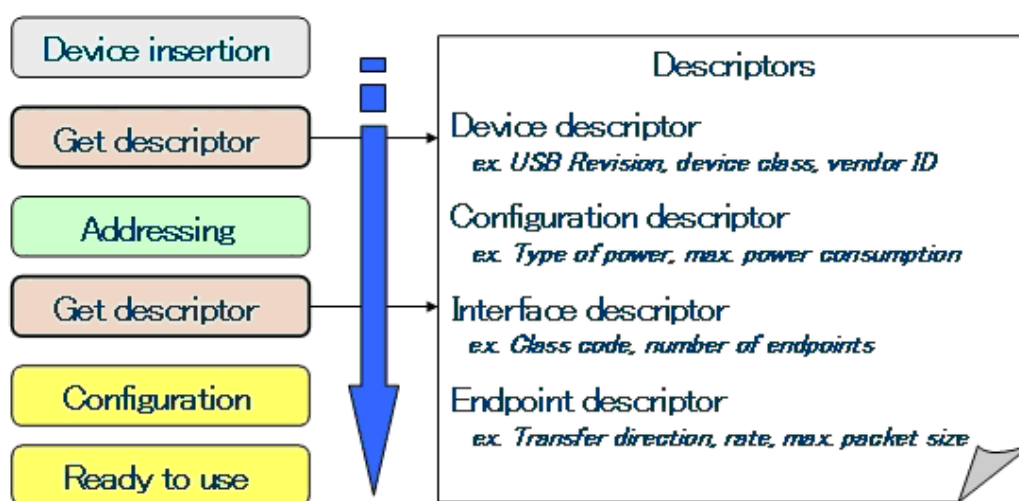 Device insertion
Get descriptor
Addressing
Get descriptor
Configuration
Ready to use
Descriptors
Device descriptor
ex. USB Revision, device class, vendor ID
Configuration descriptor
ex. Type of power, max. power consumption
Interface descriptor
ex. Class code, number of endpoints
Endpoint descriptor
ex. Transfer direction, rate, max. packet size